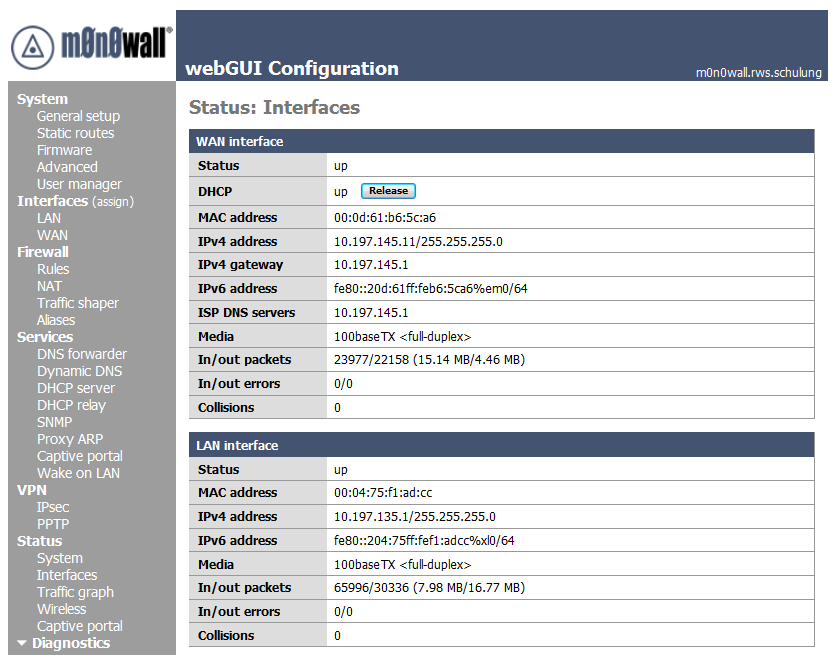 m0n0wall®
webGUI Configuration
m0n0wall.rws.schulung
System
General setup
Static routes
Firmware
Advanced
User manager
Interfaces (assign)
LAN
WAN
Firewall
Rules
NAT
Traffic shaper
Aliases
Services
DNS forwarder
Dynamic DNS
DHCP server
DHCP relay
SNMP
Proxy ARP
Captive portal
Wake on LAN
VPN
IPsec
PPTP
Status
System
Interfaces
Traffic graph
Wireless
Captive portal
Diagnostics
Status: Interfaces
WAN interface
Status up
DHCP up Release
MAC address 00:0d:61:b6:5c:a6
IPv4 address 10.197.145.11/255.255.255.0
IPv4 gateway 10.197.145.1
IPv6 address fe80::20d:61ff:feb6:5ca6%em0/64
ISP DNS servers 10.197.145.1
Media 100baseTX <full-duplex>
In/out packets 23977/22158 (15.14 MB/4.46 MB)
In/out errors 0/0
Collisions 0
LAN interface
Status up
MAC address 00:04:75:f1:ad:cc
IPv4 address 10.197.135.1/255.255.255.0
IPv6 address fe80::204:75ff:fef1:adcc%xl0/64
Media 100baseTX <full-duplex>
In/out packets 65996/30336 (7.98 MB/16.77 MB)
In/out errors 0/0
Collisions 0